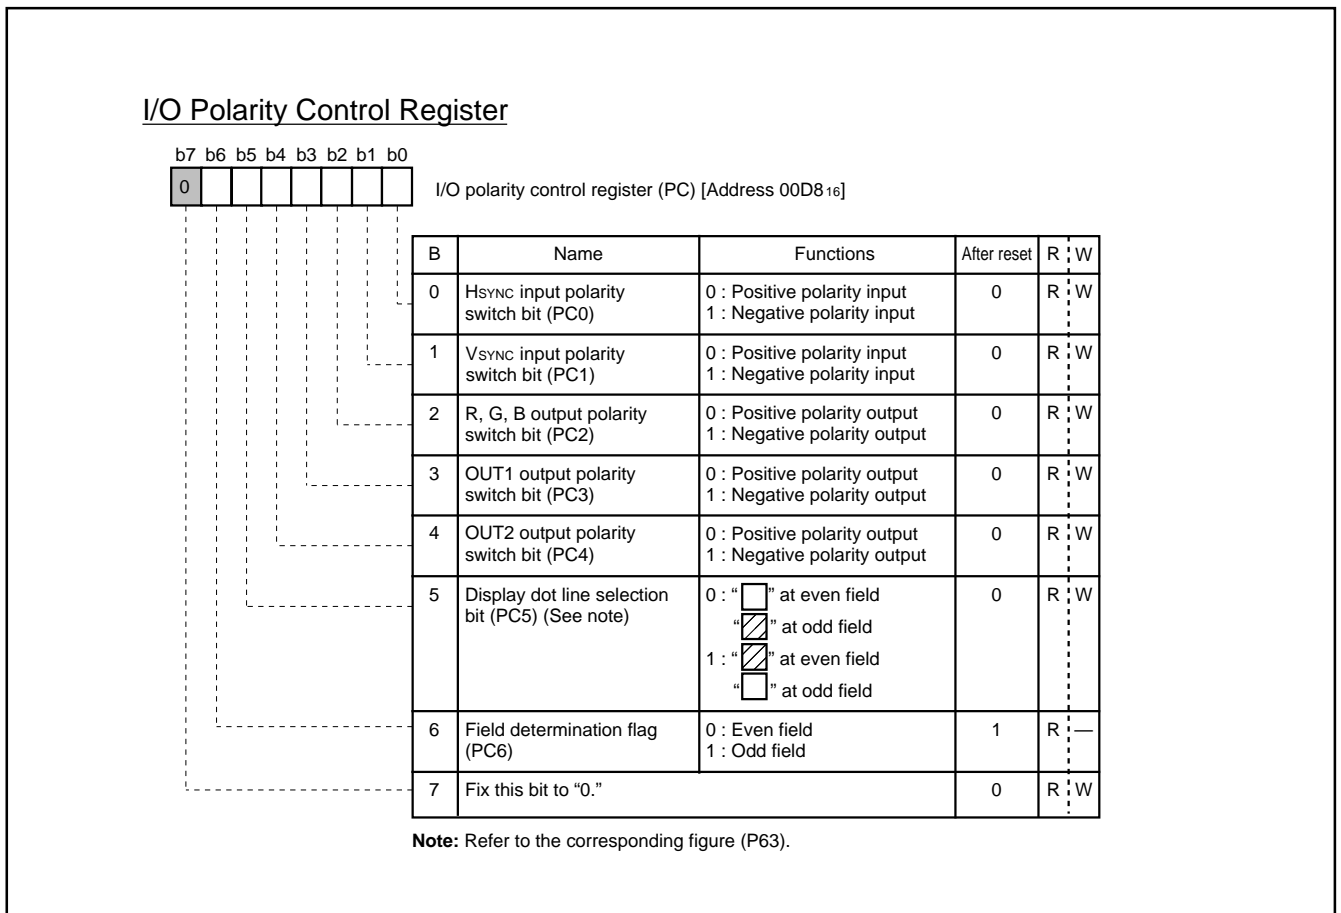 I/O Polarity Control Register
b7 b6 b5 b4 b3 b2 b1 b0
0
I/O polarity control register (PC) [Address 00D816]
B Name Functions After reset R W
0 HSYNC input polarity switch bit (PC0) 0 : Positive polarity input 1 : Negative polarity input 0 R W
1 VSYNC input polarity switch bit (PC1) 0 : Positive polarity input 1 : Negative polarity input 0 R W
2 R, G, B output polarity switch bit (PC2) 0 : Positive polarity output 1 : Negative polarity output 0 R W
3 OUT1 output polarity switch bit (PC3) 0 : Positive polarity output 1 : Negative polarity output 0 R W
4 OUT2 output polarity switch bit (PC4) 0 : Positive polarity output 1 : Negative polarity output 0 R W
5 Display dot line selection bit (PC5) (See note) 0 : “ ” at even field “ ” at odd field 1 : “ ” at even field “ ” at odd field 0 R W
6 Field determination flag (PC6) 0 : Even field 1 : Odd field 1 R —
7 Fix this bit to “0.” 0 R W
Note: Refer to the corresponding figure (P63).